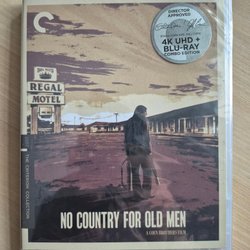 DIRECTOR
APPROVED
4K UHD +
BLU-RAY
COMBO EDITION
REGAL
MOTEL
THE CRITERION COLLECTION
NO COUNTRY FOR OLD MEN
A COEN BROTHERS FILM